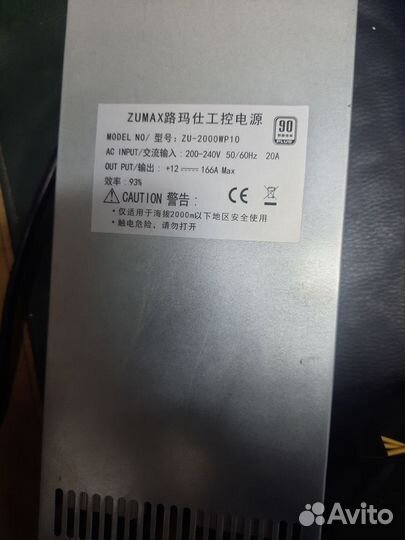 ZUMAX路玛仕工控电源
MODEL NO/ 型号: ZU-2000WP10
AC INPUT/交流输入: 200-240V 50/60Hz 20A
OUT PUT/输出: +12 166A Max
效率: 93%
90
PLUS
CAUTION 警告: CE
• 仅适用于海拔2000m以下地区安全使用
• 触电危险, 请勿打开
Avito